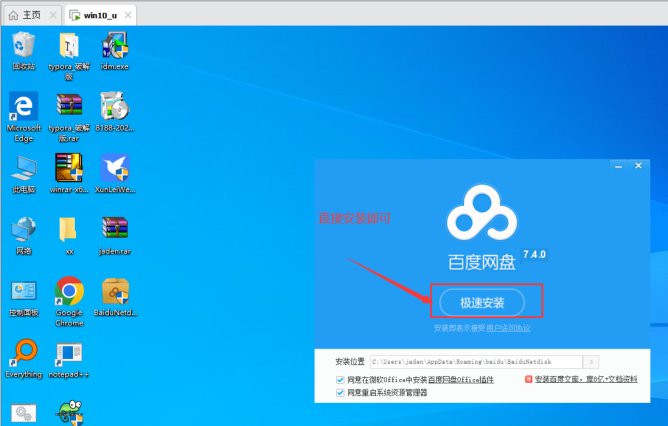 主页
win10_u
回收站
typora_破解
版
idm.exe
Microsoft
Edge
typora_破解
版.rar
8188-202...
此电脑
winrar-x6...
XunLeiWe...
网络
xx
jaden.rar
控制面板
Google
Chrome
BaiduNetd...
Everything
notepad++
直接安装即可
百度网盘 7.4.0
极速安装
安装即表示接受 用户许可协议
安装位置 C:\Users\jaden\AppData\Roaming\baidu\BaiduNetdisk
同意在微软Office中安装百度网盘Office插件
安装百度文库，享8亿+文档资料
同意重启系统资源管理器